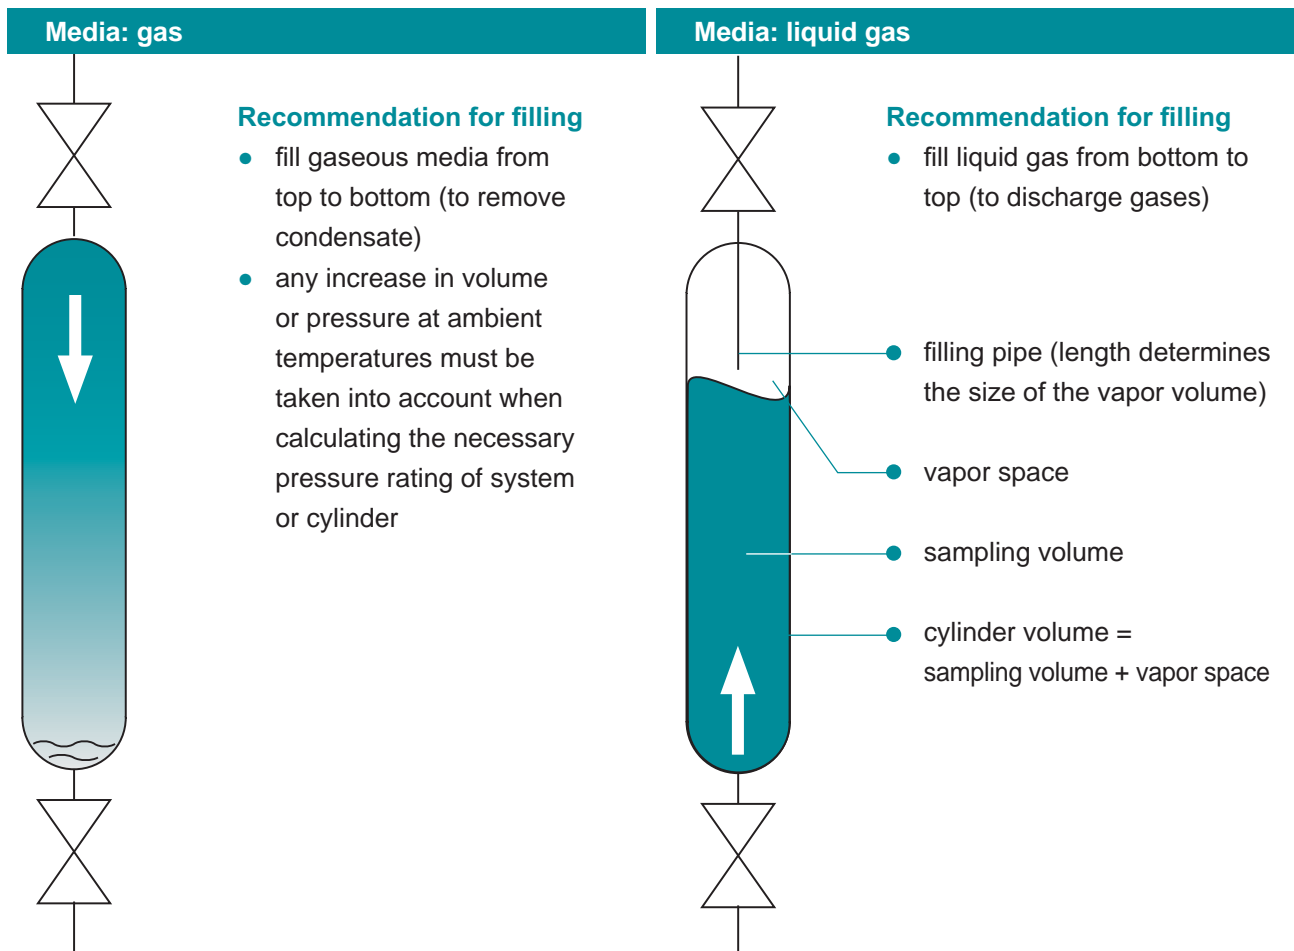 Media: gas
Recommendation for filling
● fill gaseous media from
top to bottom (to remove
condensate)
● any increase in volume
or pressure at ambient
temperatures must be
taken into account when
calculating the necessary
pressure rating of system
or cylinder
Media: liquid gas
Recommendation for filling
● fill liquid gas from bottom to
top (to discharge gases)
filling pipe (length determines
the size of the vapor volume)
vapor space
sampling volume
cylinder volume =
sampling volume + vapor space